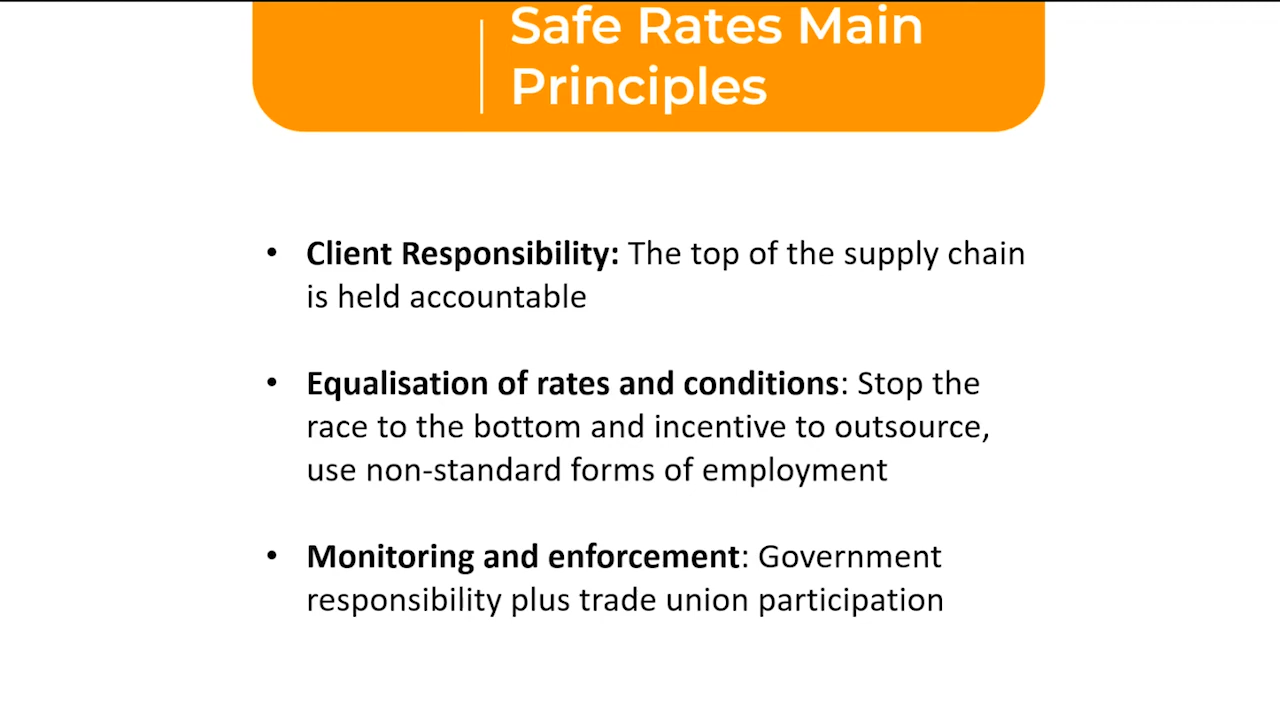 Safe Rates Main
Principles
• Client Responsibility: The top of the supply chain
is held accountable
• Equalisation of rates and conditions: Stop the
race to the bottom and incentive to outsource,
use non-standard forms of employment
• Monitoring and enforcement: Government
responsibility plus trade union participation